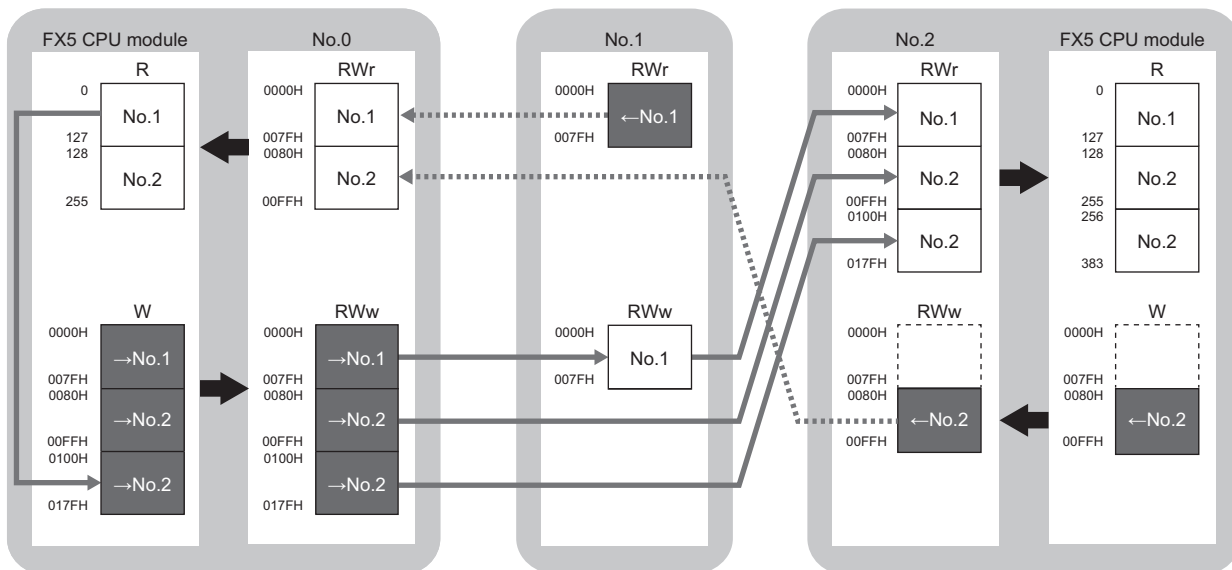 FX5 CPU module
No.0
No.1
No.2
FX5 CPU module
R
0
No.1
127
128
No.2
255
RWr
0000H
No.1
007FH
0080H
No.2
00FFH
RWr
0000H
←No.1
007FH
RWr
0000H
No.1
007FH
0080H
No.2
00FFH
0100H
No.2
017FH
R
0
No.1
127
128
No.2
255
256
No.2
383
W
0000H
→No.1
007FH
0080H
→No.2
00FFH
0100H
→No.2
017FH
RWw
0000H
→No.1
007FH
0080H
→No.2
00FFH
0100H
→No.2
017FH
RWw
0000H
No.1
007FH
RWw
0000H
007FH
0080H
←No.2
00FFH
W
0000H
007FH
0080H
←No.2
00FFH